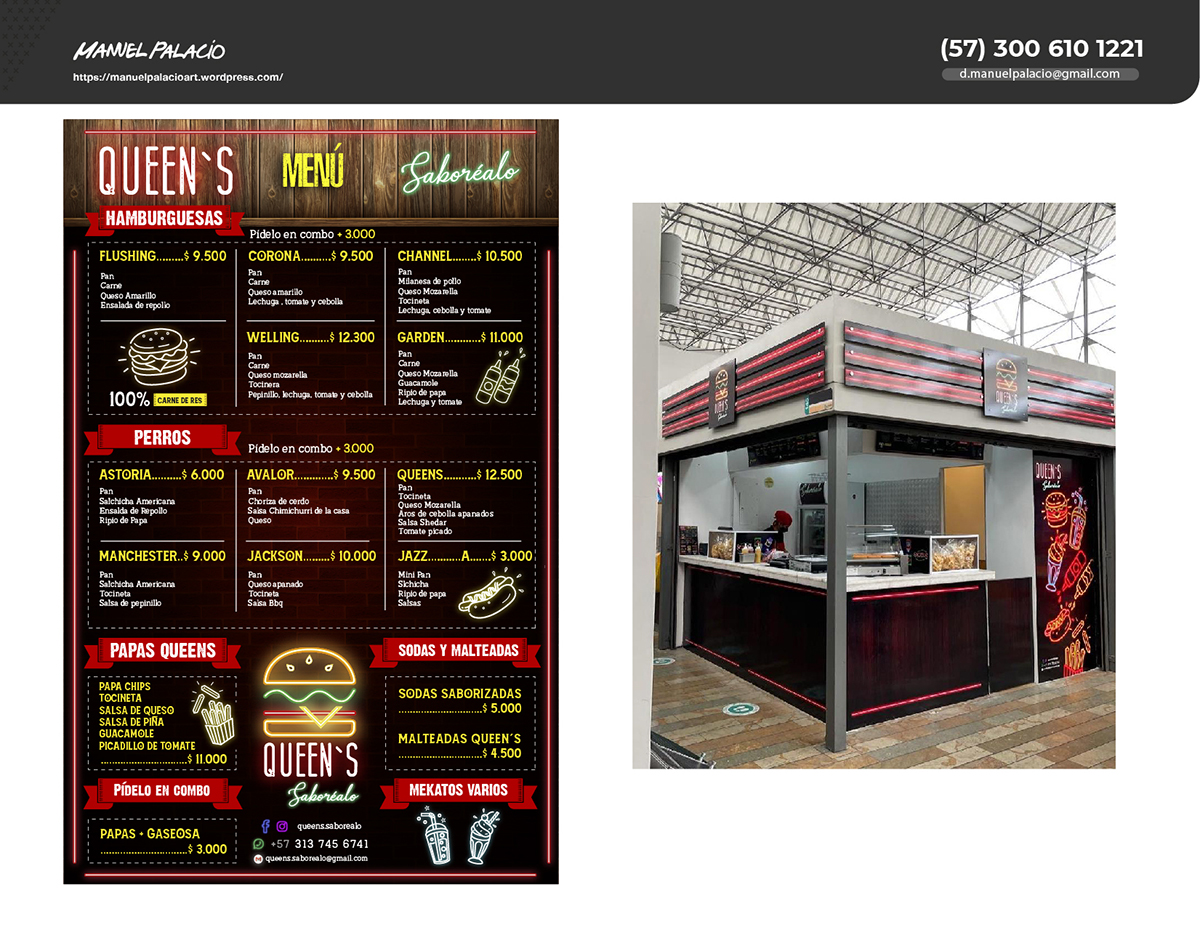 MANUEL PALACIO
https://manuelpalacioart.wordpress.com/
(57) 300 610 1221
d.manuelpalacio@gmail.com
QUEEN`S
MENÚ
Saboréalo
HAMBURGUESAS
Pídelo en combo + 3.000
FLUSHING.........$ 9.500
Pan
Carne
Queso Amarillo
Ensalada de repollo
CORONA..........$ 9.500
Pan
Carne
Queso amarillo
Lechuga , tomate y cebolla
CHANNEL........$ 10.500
Pan
Milanesa de pollo
Queso Mozarella
Tocineta
Lechuga, cebolla y tomate
100% CARNE DE RES
WELLING..........$ 12.300
Pan
Carne
Queso mozarella
Tocinera
Pepinillo, lechuga, tomate y cebolla
GARDEN............$ 11.000
Pan
Carne
Queso Mozarella
Guacamole
Ripio de papa
Lechuga y tomate
PERROS
Pídelo en combo + 3.000
ASTORIA..........$ 6.000
Pan
Salchicha Americana
Ensalda de Repollo
Ripio de Papa
AVALOR............$ 9.500
Pan
Choriza de cerdo
Salsa Chimichurri de la casa
Queso
QUEENS...........$ 12.500
Pan
Tocineta
Queso Mozarella
Aros de cebolla apanados
Salsa Shedar
Tomate picado
MANCHESTER..$ 9.000
Pan
Salchicha Americana
Tocineta
Salsa de pepinillo
JACKSON........$ 10.000
Pan
Queso apanado
Tocineta
Salsa Bbq
JAZZ...........A......$ 3.000
Mini Pan
Slchicha
Ripio de papa
Salsas
PAPAS QUEENS
PAPA CHIPS
TOCINETA
SALSA DE QUESO
SALSA DE PIÑA
GUACAMOLE
PICADILLO DE TOMATE
............................$ 11.000
SODAS Y MALTEADAS
SODAS SABORIZADAS
..........................$ 5.000
MALTEADAS QUEEN´S
..........................$ 4.500
QUEEN`S
Saboréalo
PÍDELO EN COMBO
PAPAS + GASEOSA
............................$ 3.000
MEKATOS VARIOS
queens.saborealo
+57 313 745 6741
queens.saborealo@gmail.com
QUEEN`S
QUEEN`S
QUEEN`S
Saboréalo